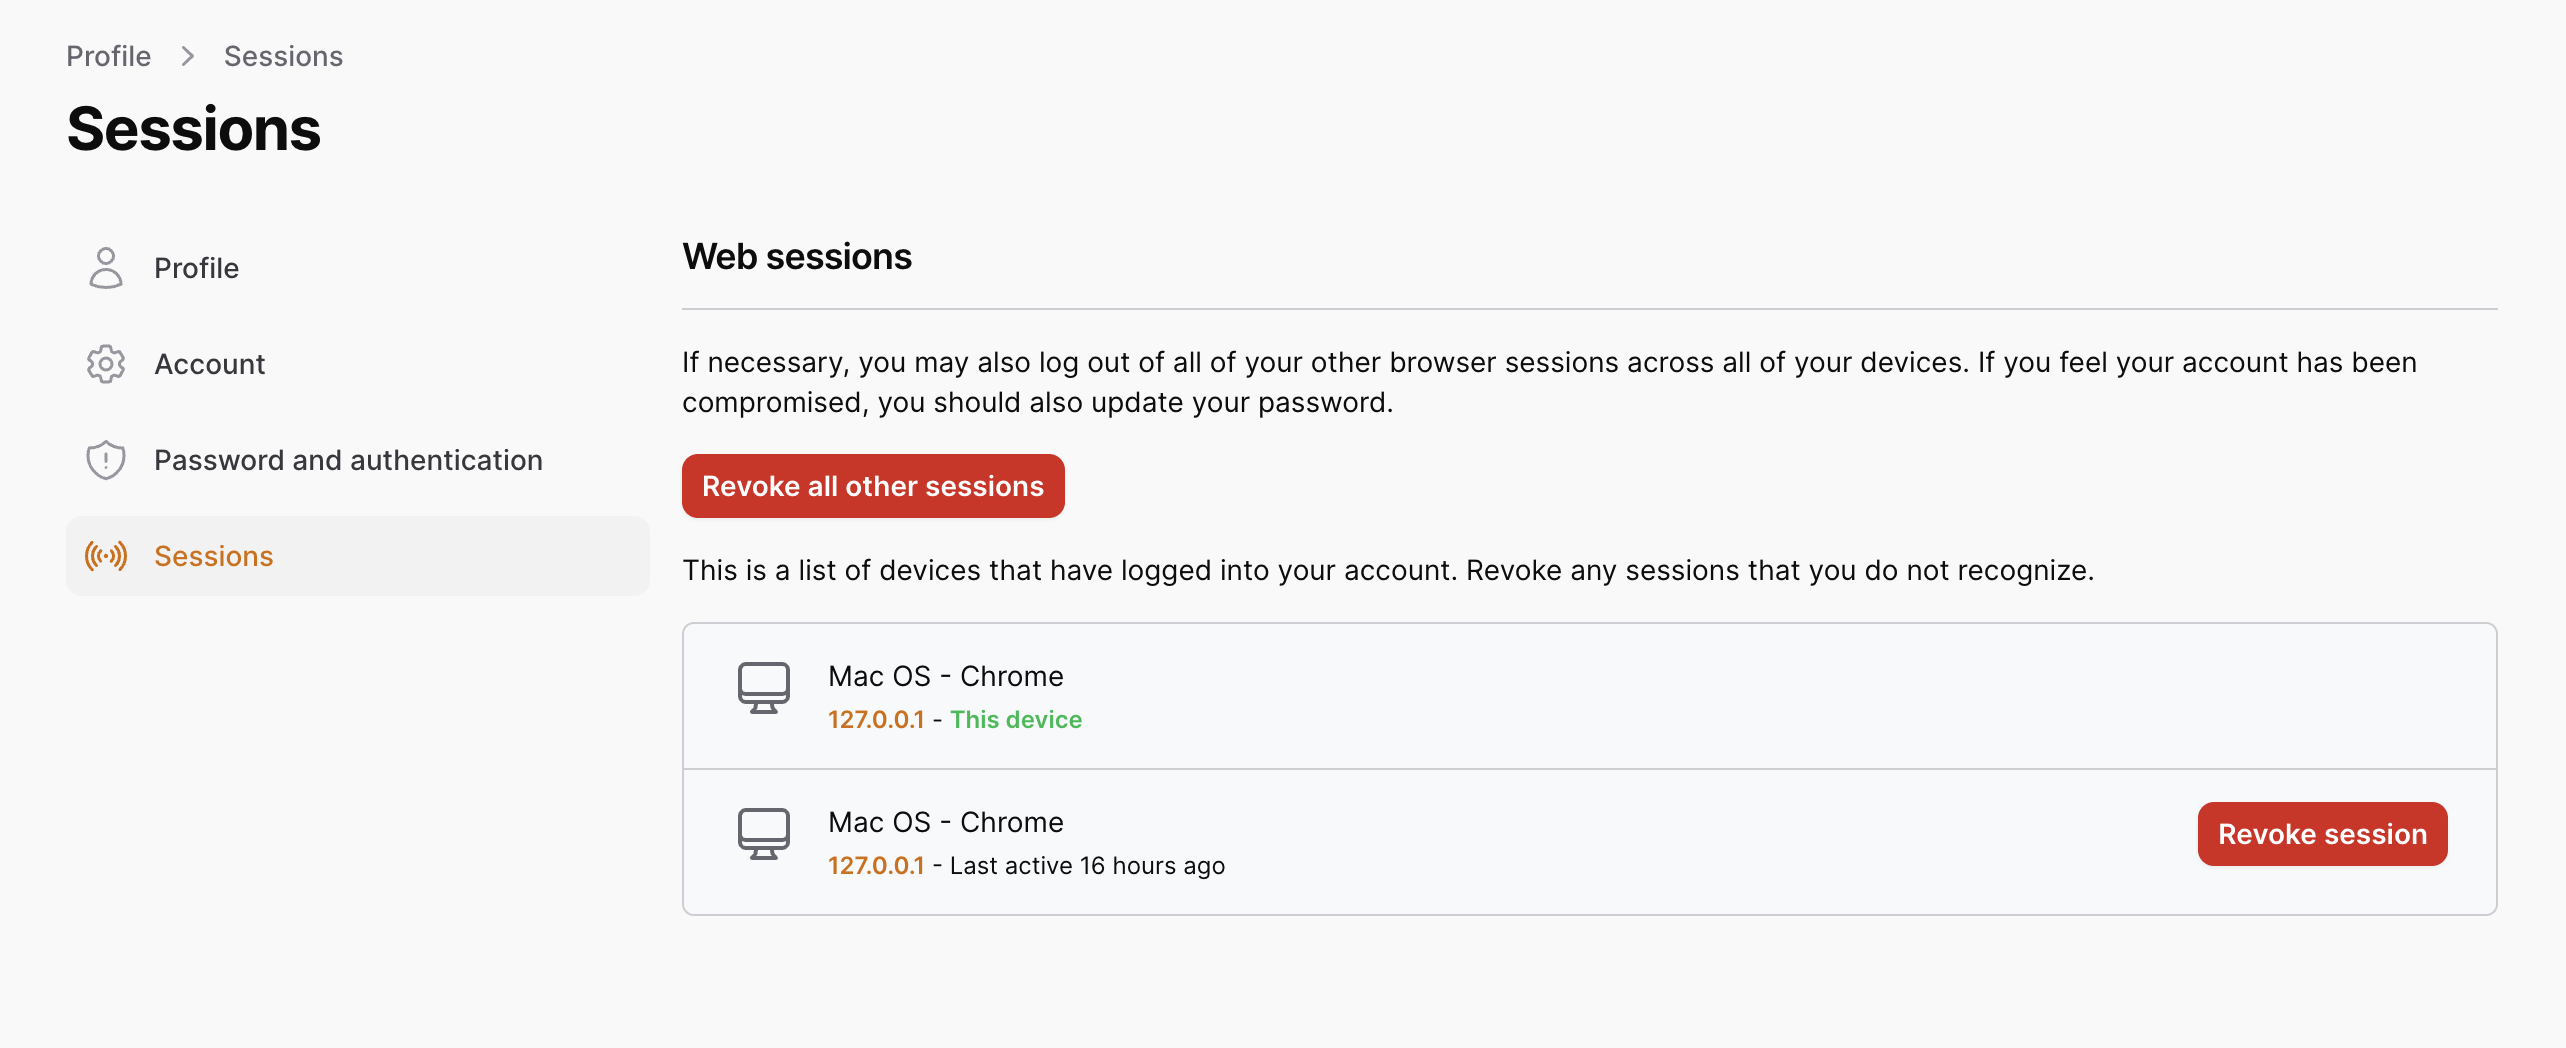 Profile > Sessions
Sessions
Profile
Account
Password and authentication
Sessions
Web sessions
If necessary, you may also log out of all of your other browser sessions across all of your devices. If you feel your account has been
compromised, you should also update your password.
Revoke all other sessions
This is a list of devices that have logged into your account. Revoke any sessions that you do not recognize.
Mac OS - Chrome
127.0.0.1 - This device
Mac OS - Chrome
127.0.0.1 - Last active 16 hours ago
Revoke session